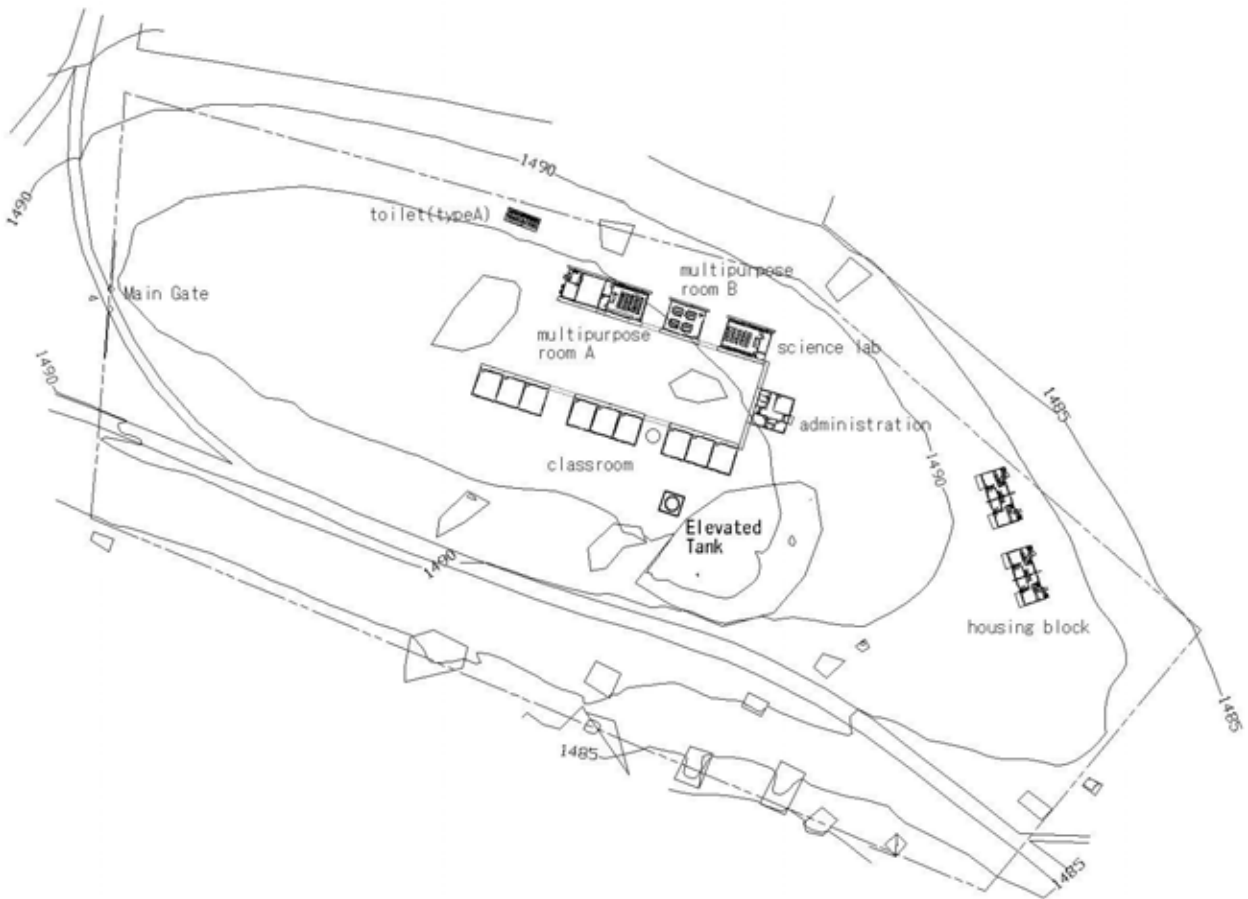 1490
1490
toilet(typeA)
Main Gate
multipurpose
room B
multipurpose
room A
science lab
1490
1485
administration
classroom
1490
Elevated
Tank
1490
housing block
1485
1485
1485